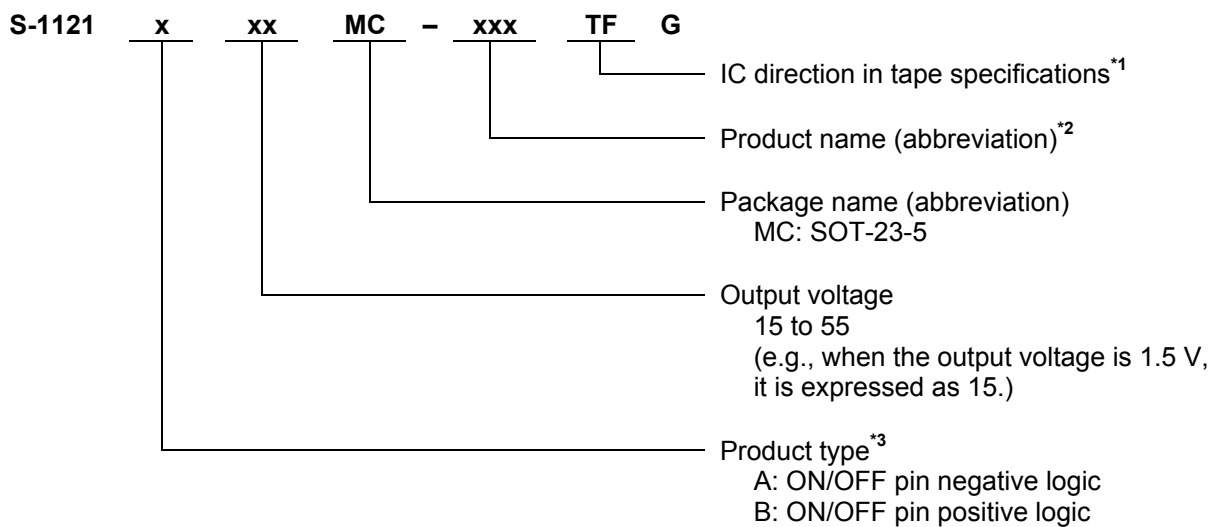 S-1121 x xx MC – xxx TF G
IC direction in tape specifications*1
Product name (abbreviation)*2
Package name (abbreviation)
MC: SOT-23-5
Output voltage
15 to 55
(e.g., when the output voltage is 1.5 V,
it is expressed as 15.)
Product type*3
A: ON/OFF pin negative logic
B: ON/OFF pin positive logic